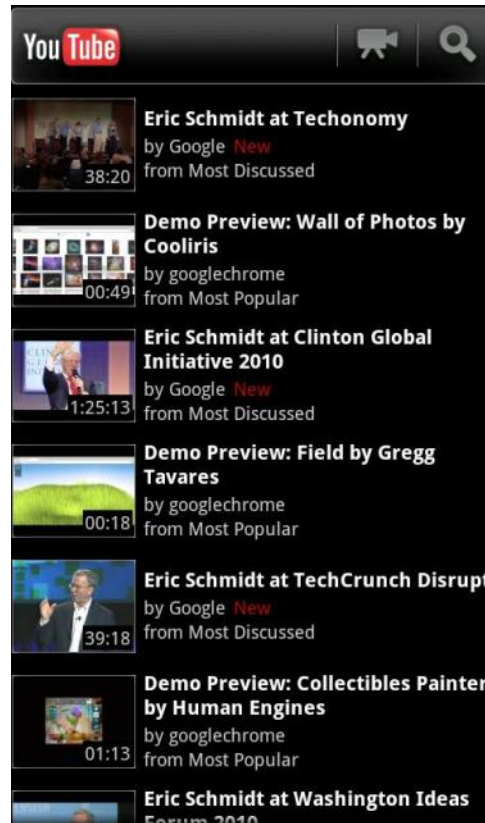 You Tube
38:20
Eric Schmidt at Techonomy
by Google New
from Most Discussed
00:49
Demo Preview: Wall of Photos by
Cooliris
by googlechrome
from Most Popular
1:25:13
Eric Schmidt at Clinton Global
Initiative 2010
by Google New
from Most Discussed
00:18
Demo Preview: Field by Gregg
Tavares
by googlechrome
from Most Popular
39:18
Eric Schmidt at TechCrunch Disrupt
by Google New
from Most Discussed
01:13
Demo Preview: Collectibles Painter
by Human Engines
by googlechrome
from Most Popular
Eric Schmidt at Washington Ideas
Forum 2010